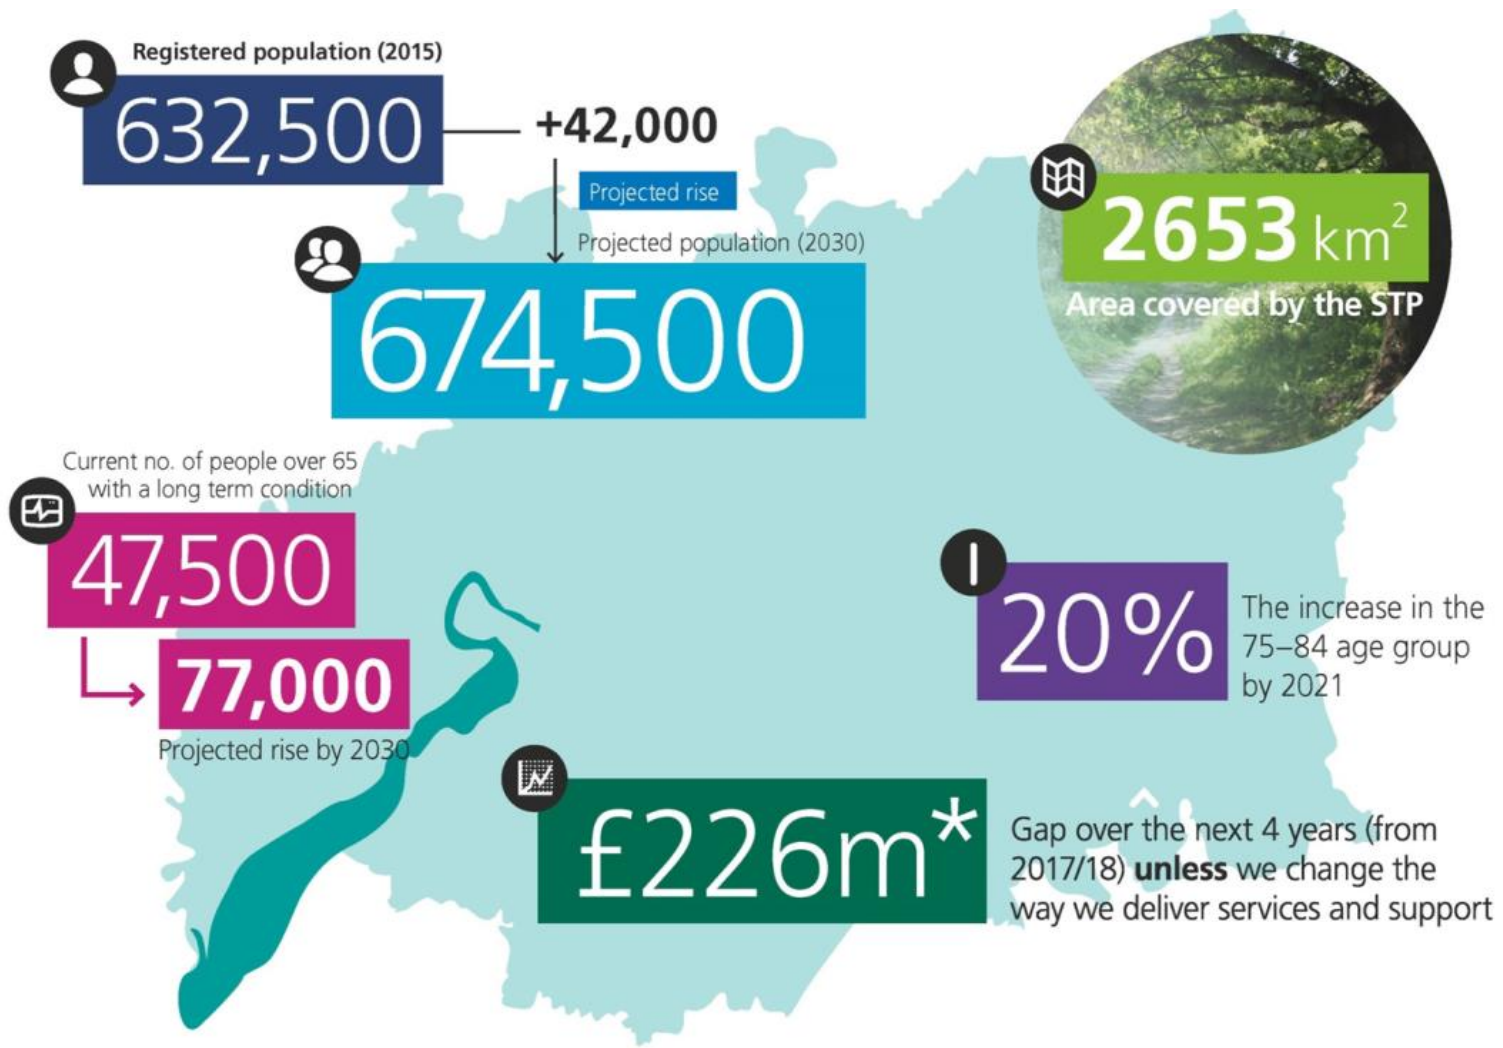 Registered population (2015)
632,500
+42,000
Projected rise
Projected population (2030)
674,500
2653 km²
Area covered by the STP
Current no. of people over 65
with a long term condition
47,500
77,000
Projected rise by 2030
20%
The increase in the
75–84 age group
by 2021
£226m*
Gap over the next 4 years (from
2017/18) unless we change the
way we deliver services and support